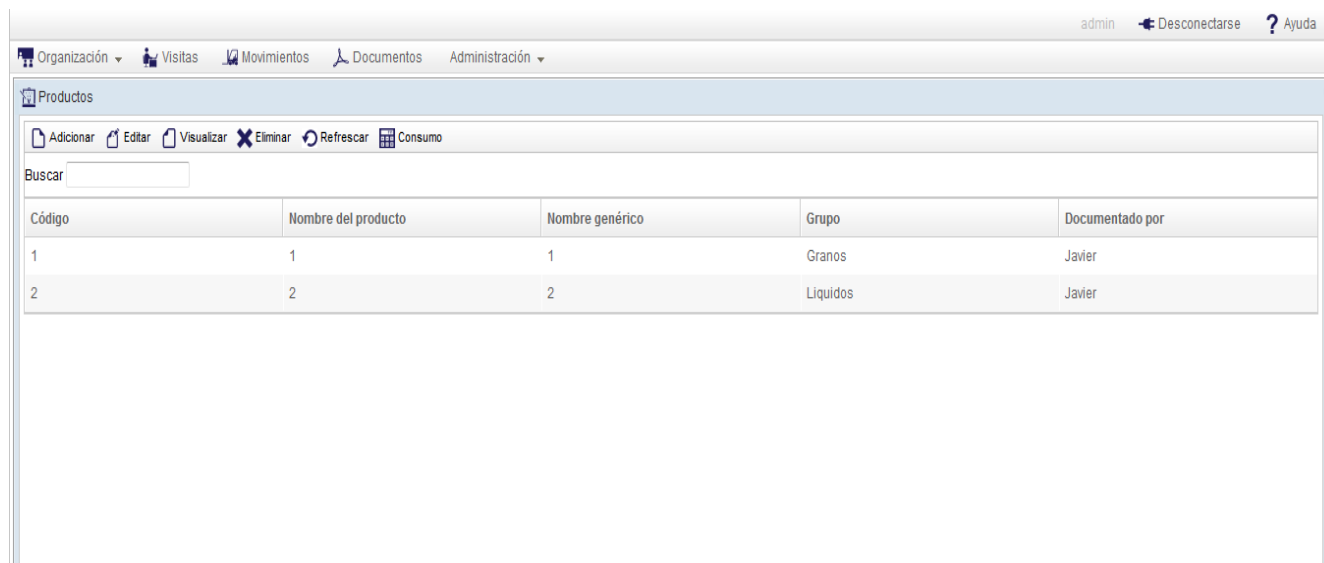 admin Desconectarse ? Ayuda
Organización Visitas Movimientos Documentos Administración
Productos
Adicionar Editar Visualizar Eliminar Refrescar Consumo
Buscar
Código Nombre del producto Nombre genérico Grupo Documentado por
1 1 1 Granos Javier
2 2 2 Liquidos Javier